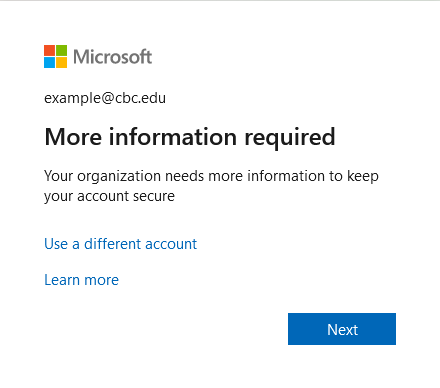 Microsoft
example@cbc.edu
More information required
Your organization needs more information to keep
your account secure
Use a different account
Learn more
Next